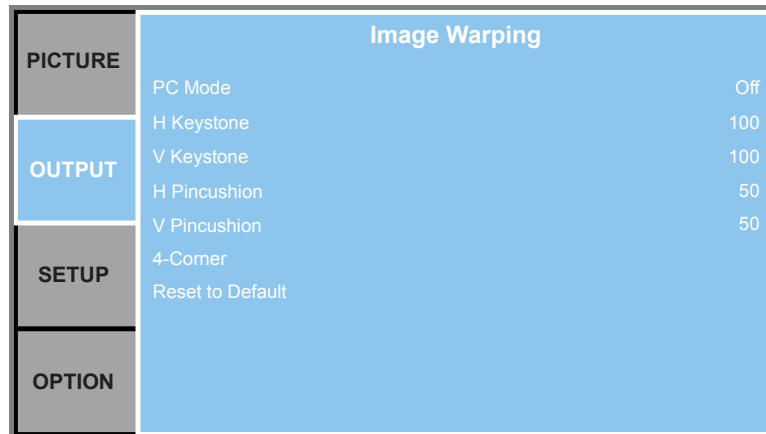 PICTURE
OUTPUT
SETUP
OPTION
Image Warping
PC Mode Off
H Keystone 100
V Keystone 100
H Pincushion 50
V Pincushion 50
4-Corner
Reset to Default